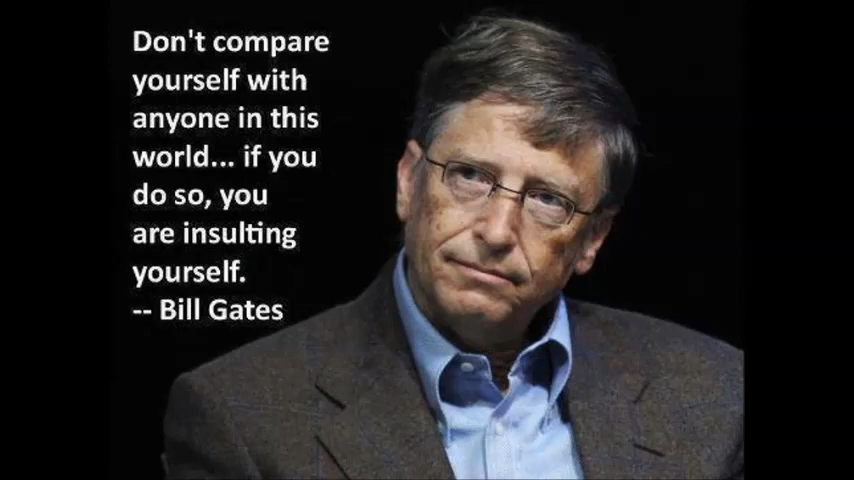 Don't compare
yourself with
anyone in this
world... if you
do so, you
are insulting
yourself.
-- Bill Gates